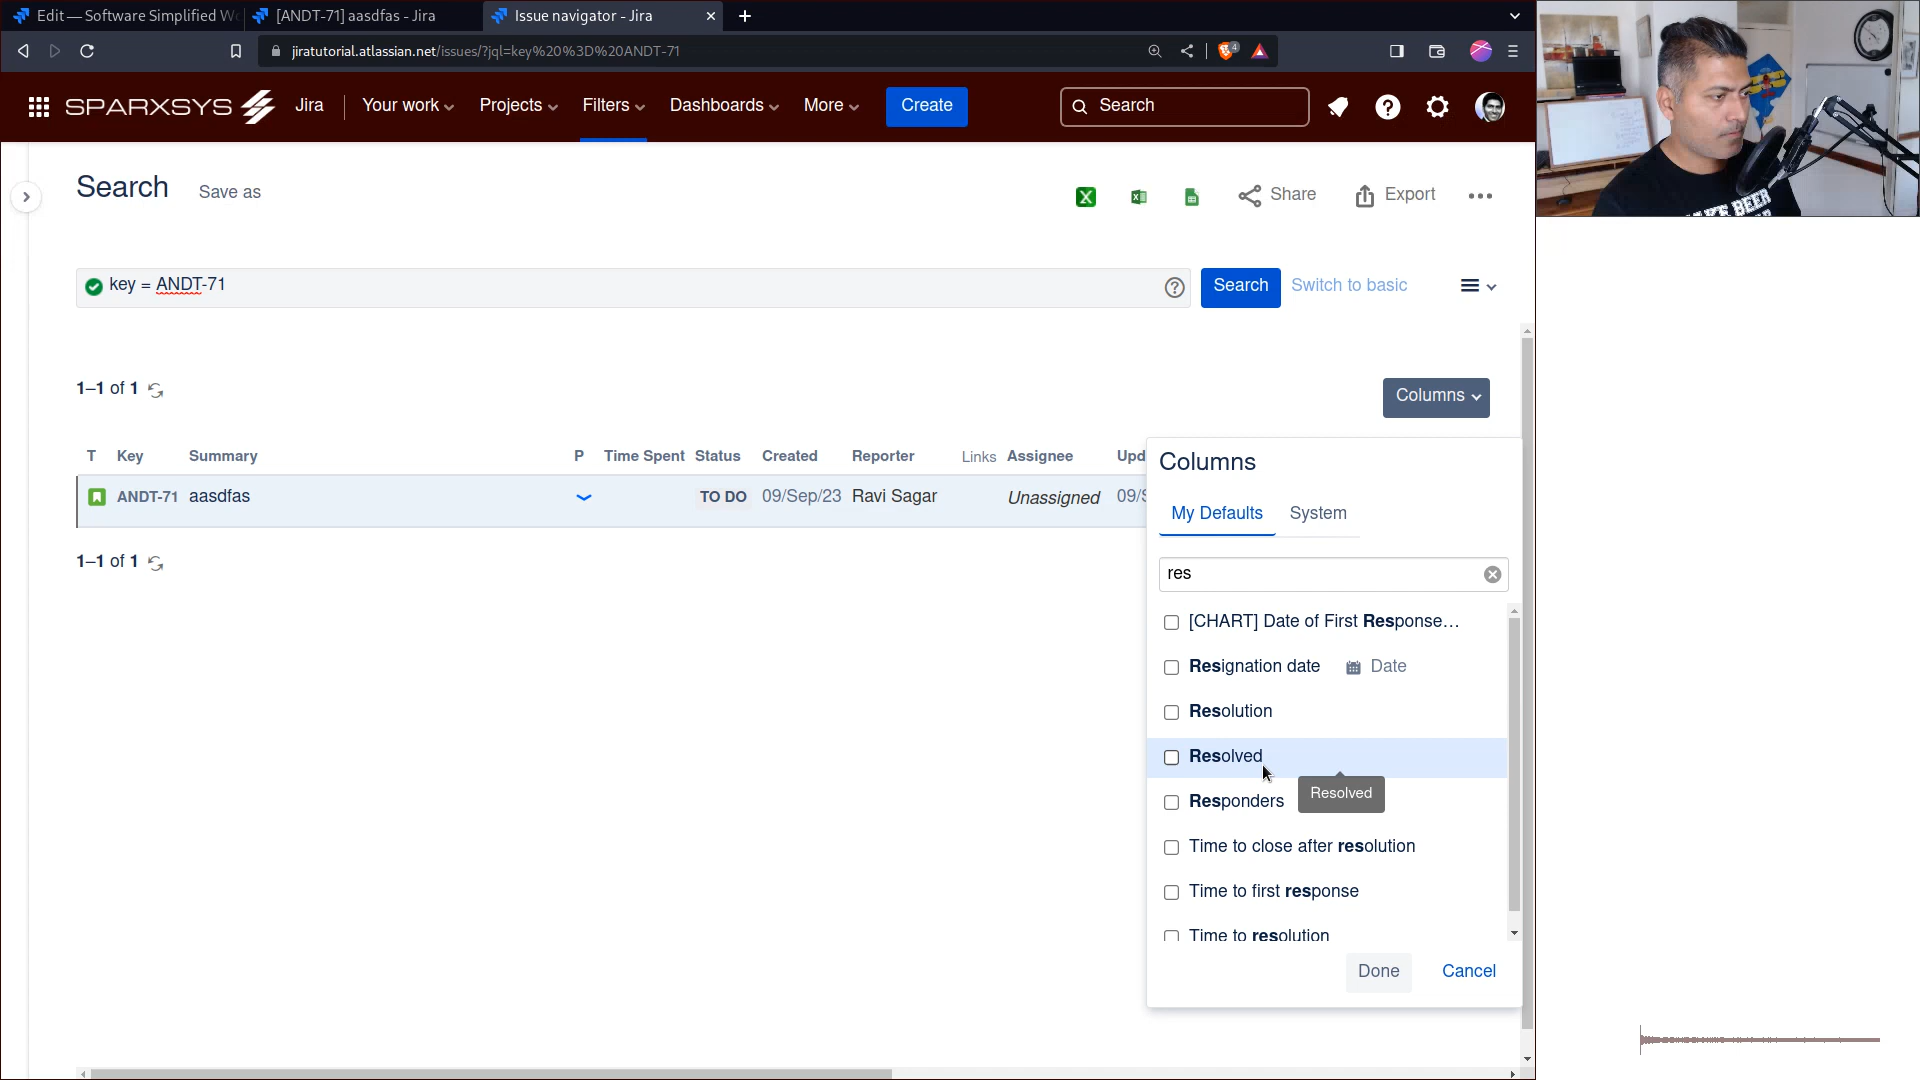 Edit — Software Simplified W
[ANDT-71] aasdfas - Jira
Issue navigator - Jira
jiratutorial.atlassian.net/issues/?jql=key%20%3D%20ANDT-71
4
SPARXSYS
Jira
Your work
Projects
Filters
Dashboards
More
Create
Search
Search
Save as
Share
Export
key = ANDT-71
Search
Switch to basic
1–1 of 1
Columns
T Key Summary P Time Spent Status Created Reporter Links Assignee Upd
ANDT-71 aasdfas TO DO 09/Sep/23 Ravi Sagar Unassigned 09/S
1–1 of 1
Columns
My Defaults
System
res
[CHART] Date of First Response…
Resignation date Date
Resolution
Resolved
Resolved
Responders
Time to close after resolution
Time to first response
Time to resolution
Done
Cancel